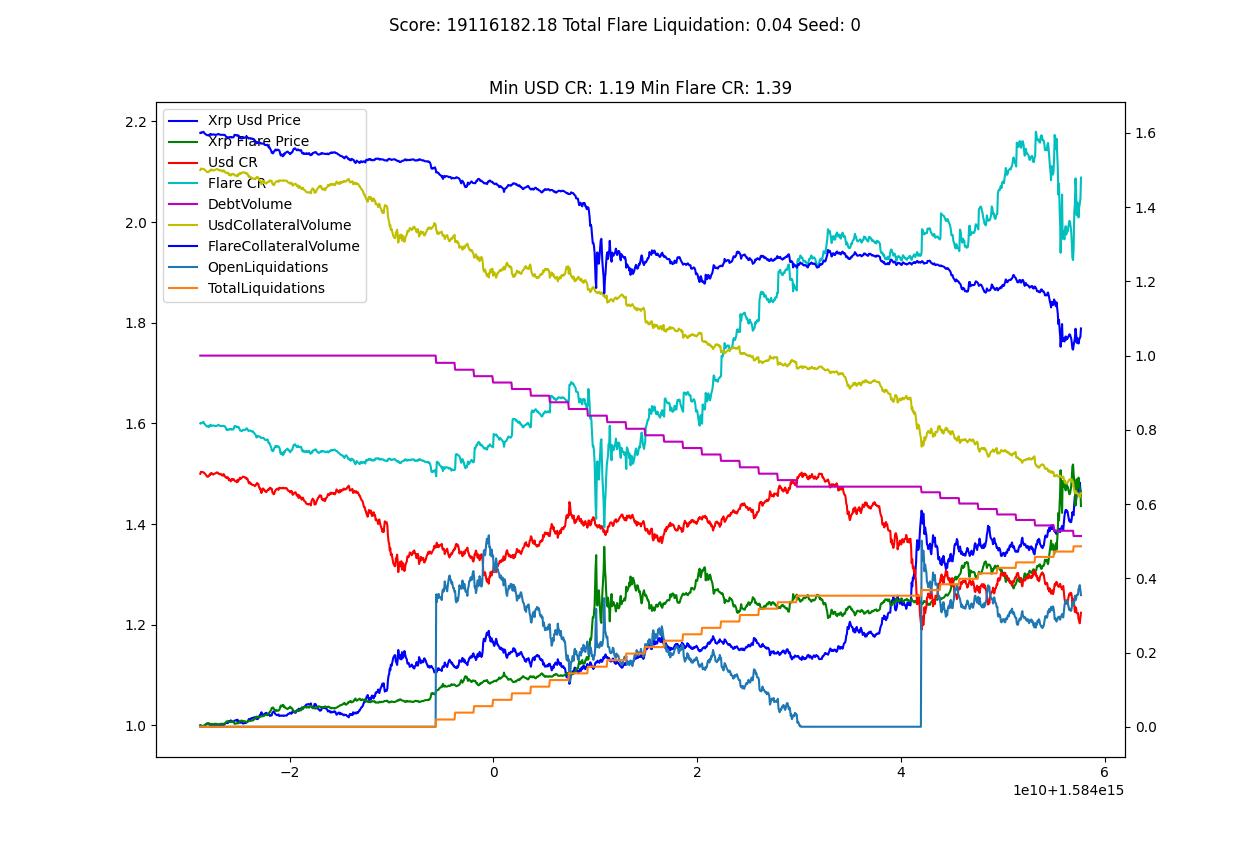 Score: 19116182.18 Total Flare Liquidation: 0.04 Seed: 0
Min USD CR: 1.19 Min Flare CR: 1.39
Xrp Usd Price
Xrp Flare Price
Usd CR
Flare CR
DebtVolume
UsdCollateralVolume
FlareCollateralVolume
OpenLiquidations
TotalLiquidations
2.2
2.0
1.8
1.6
1.4
1.2
1.0
1.6
1.4
1.2
1.0
0.8
0.6
0.4
0.2
0.0
−2 0 2 4 6
1e10+1.584e15